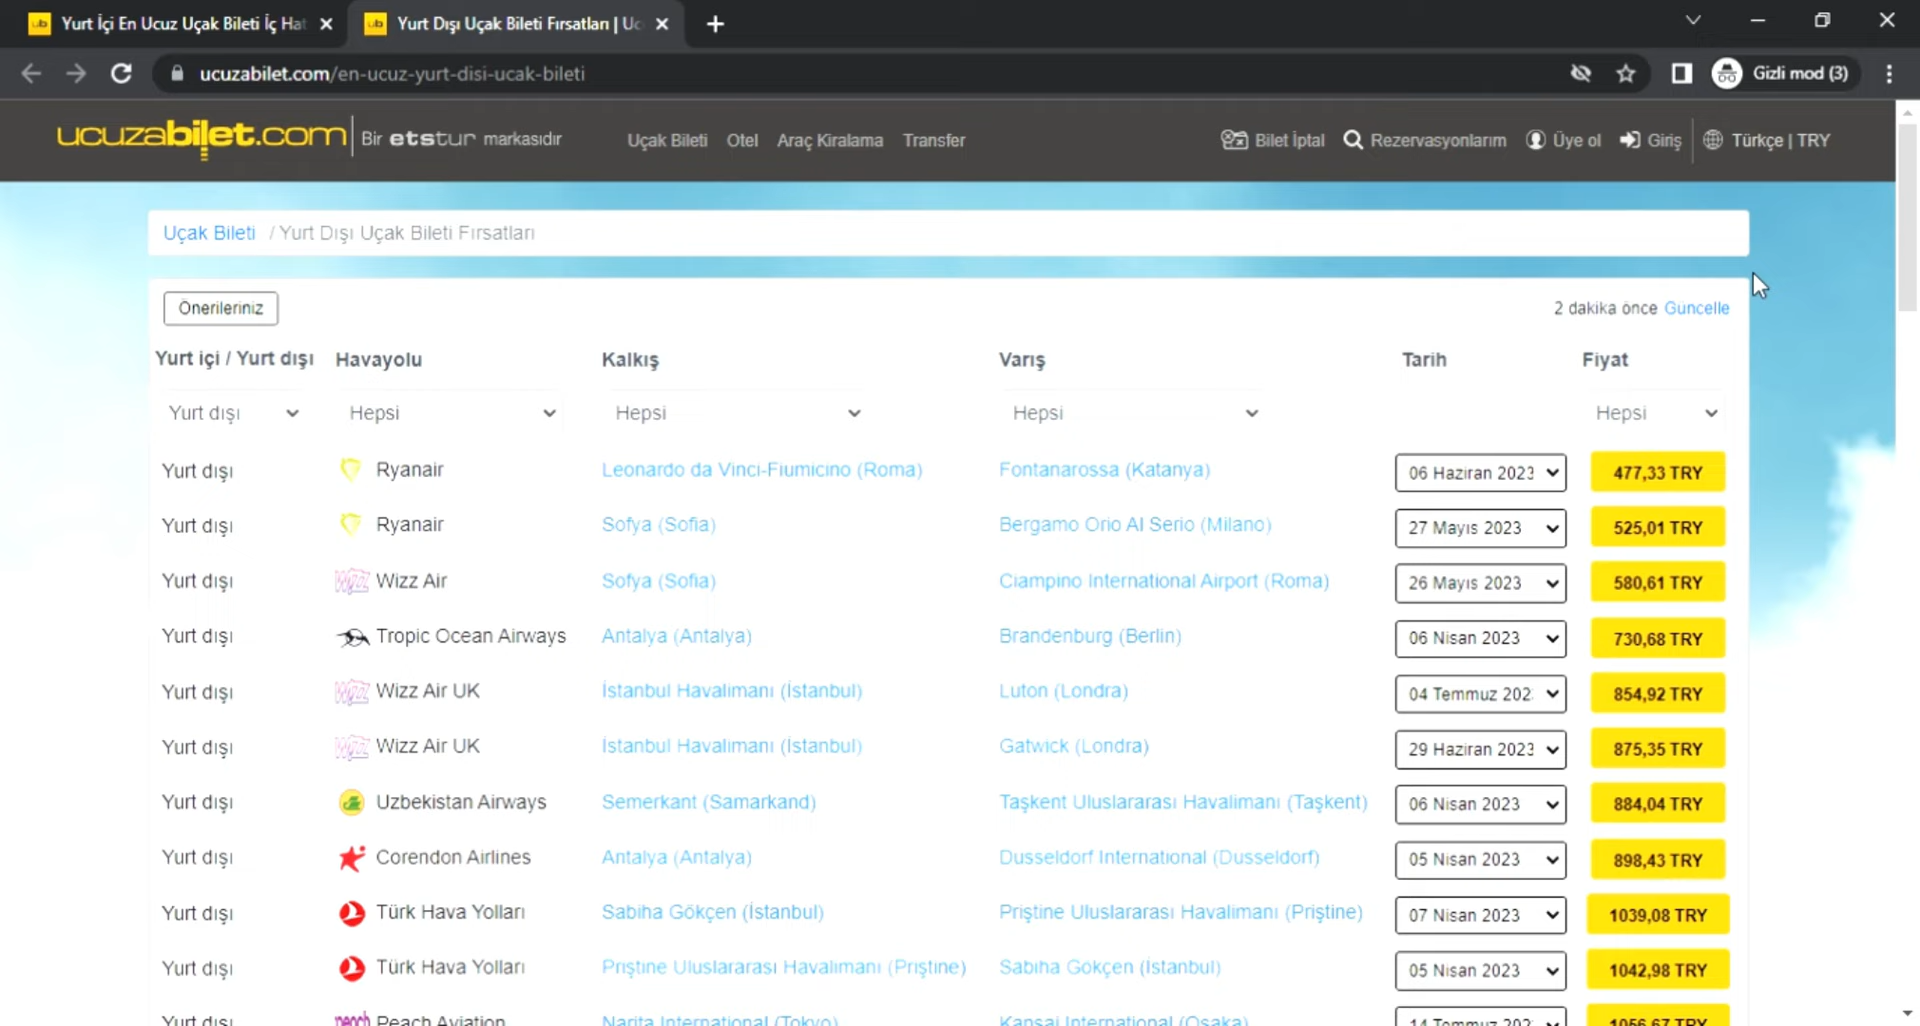 Yurt İçi En Ucuz Uçak Bileti İç Hat
Yurt Dışı Uçak Bileti Fırsatları | Uc
ucuzabilet.com/en-ucuz-yurt-disi-ucak-bileti
Gizli mod (3)
ucuzabilet.com Bir etstur markasıdır
Uçak Bileti Otel Araç Kiralama Transfer
Bilet İptal Rezervasyonlarım Üye ol Giriş Türkçe | TRY
Uçak Bileti / Yurt Dışı Uçak Bileti Fırsatları
Önerileriniz
2 dakika önce Güncelle
Yurt içi / Yurt dışı Havayolu Kalkış Varış Tarih Fiyat
Yurt dışı Hepsi Hepsi Hepsi Hepsi
Yurt dışı Ryanair Leonardo da Vinci-Fiumicino (Roma) Fontanarossa (Katanya) 06 Haziran 2023 477,33 TRY
Yurt dışı Ryanair Sofya (Sofia) Bergamo Orio Al Serio (Milano) 27 Mayıs 2023 525,01 TRY
Yurt dışı Wizz Air Sofya (Sofia) Ciampino International Airport (Roma) 26 Mayıs 2023 580,61 TRY
Yurt dışı Tropic Ocean Airways Antalya (Antalya) Brandenburg (Berlin) 06 Nisan 2023 730,68 TRY
Yurt dışı Wizz Air UK İstanbul Havalimanı (İstanbul) Luton (Londra) 04 Temmuz 202 854,92 TRY
Yurt dışı Wizz Air UK İstanbul Havalimanı (İstanbul) Gatwick (Londra) 29 Haziran 2023 875,35 TRY
Yurt dışı Uzbekistan Airways Semerkant (Samarkand) Taşkent Uluslararası Havalimanı (Taşkent) 06 Nisan 2023 884,04 TRY
Yurt dışı Corendon Airlines Antalya (Antalya) Dusseldorf International (Dusseldorf) 05 Nisan 2023 898,43 TRY
Yurt dışı Türk Hava Yolları Sabiha Gökçen (İstanbul) Priştine Uluslararası Havalimanı (Priştine) 07 Nisan 2023 1039,08 TRY
Yurt dışı Türk Hava Yolları Priştine Uluslararası Havalimanı (Priştine) Sabiha Gökçen (İstanbul) 05 Nisan 2023 1042,98 TRY
Yurt dışı Peach Aviation Narita International (Tokyo) Kansai International (Osaka) 14 Temmuz 202 1056,67 TRY